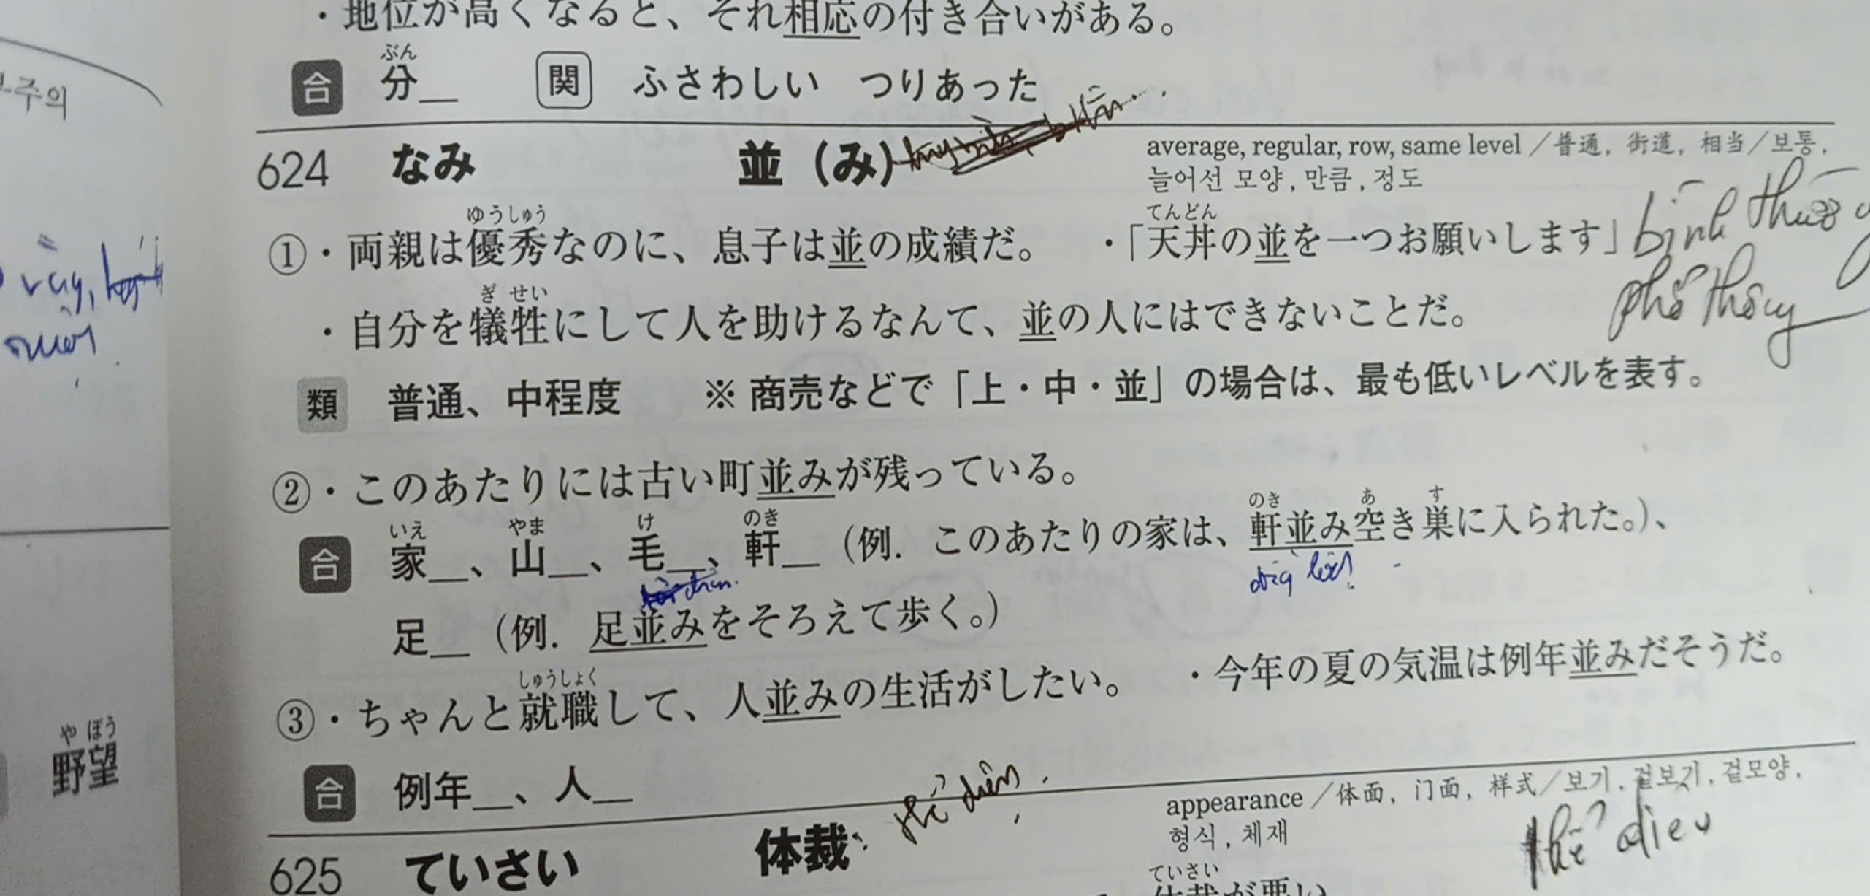 ・地位が高くなると、それ相応の付き合いがある。
合 分__ 関 ふさわしい つりあった
ぶん
624 なみ 並（み） average, regular, row, same level／普通，街道，相当／보통，
늘어선 모양，만큼，정도
①・両親は優秀なのに、息子は並の成績だ。 ・「天丼の並を一つお願いします」
ゆうしゅう てんどん
bình thường
phổ thông
・自分を犠牲にして人を助けるなんて、並の人にはできないことだ。
ぎ せい
類 普通、中程度 ※ 商売などで「上・中・並」の場合は、最も低いレベルを表す。
②・このあたりには古い町並みが残っている。
合 家__、山__、毛__、軒__（例．このあたりの家は、軒並み空き巣に入られた。）、
いえ やま け のき のき あ す
足__（例．足並みをそろえて歩く。）
③・ちゃんと就職して、人並みの生活がしたい。 ・今年の夏の気温は例年並みだそうだ。
しゅうしょく
合 例年__、人__
625 ていさい 体裁 : thể diện. appearance／体面，门面，样式／보기，겉보기，겉모양，
형식，체재
thể diện
ていさい
体裁が悪い
주의
vậy,
野望
や ぼう